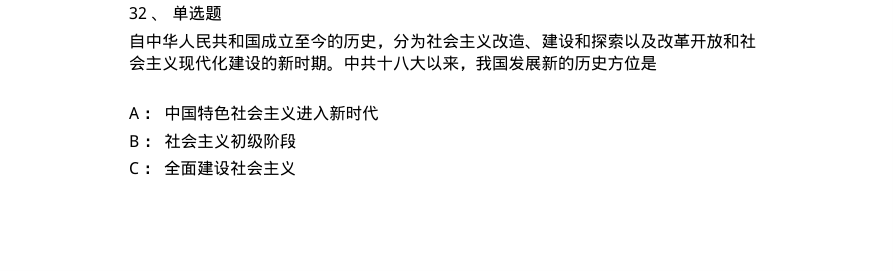 32 、 单选题
自中华人民共和国成立至今的历史，分为社会主义改造、建设和探索以及改革开放和社
会主义现代化建设的新时期。中共十八大以来，我国发展新的历史方位是
A ： 中国特色社会主义进入新时代
B ： 社会主义初级阶段
C ： 全面建设社会主义